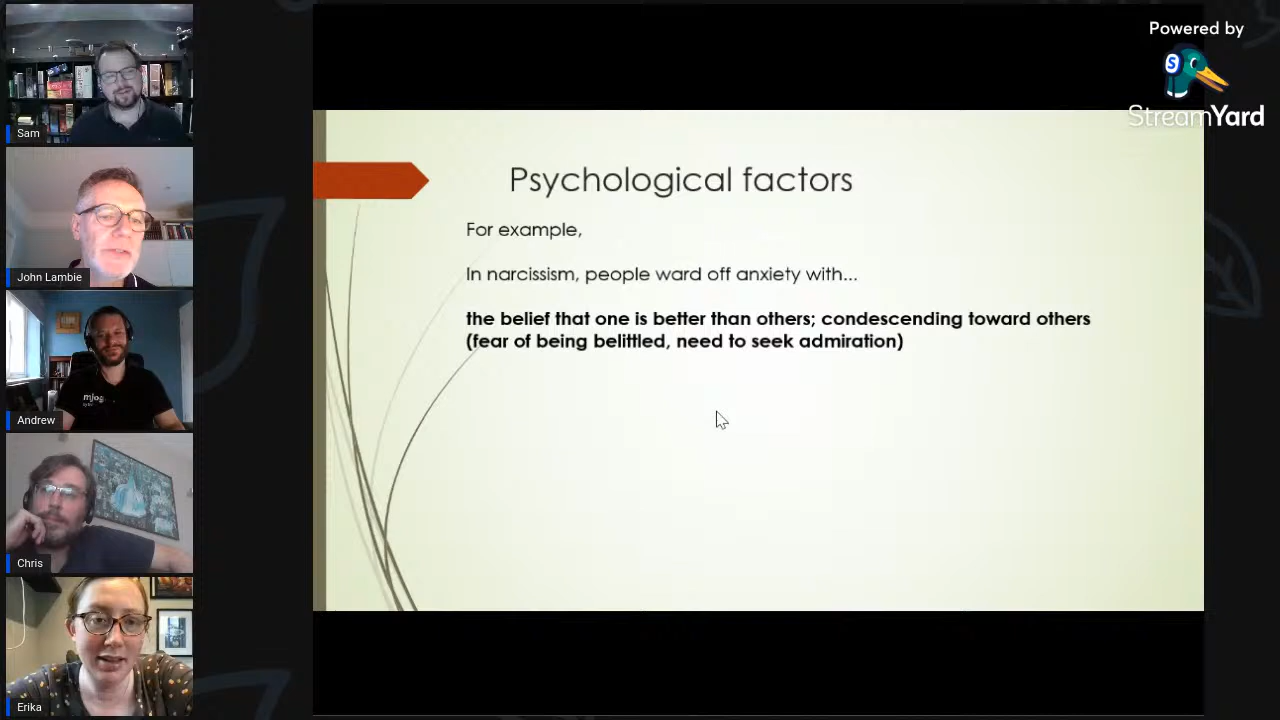 Sam
John Lambie
Andrew
Chris
Erika
Psychological factors
For example,
In narcissism, people ward off anxiety with...
the belief that one is better than others; condescending toward others
(fear of being belittled, need to seek admiration)
Powered by
S
StreamYard
mjog